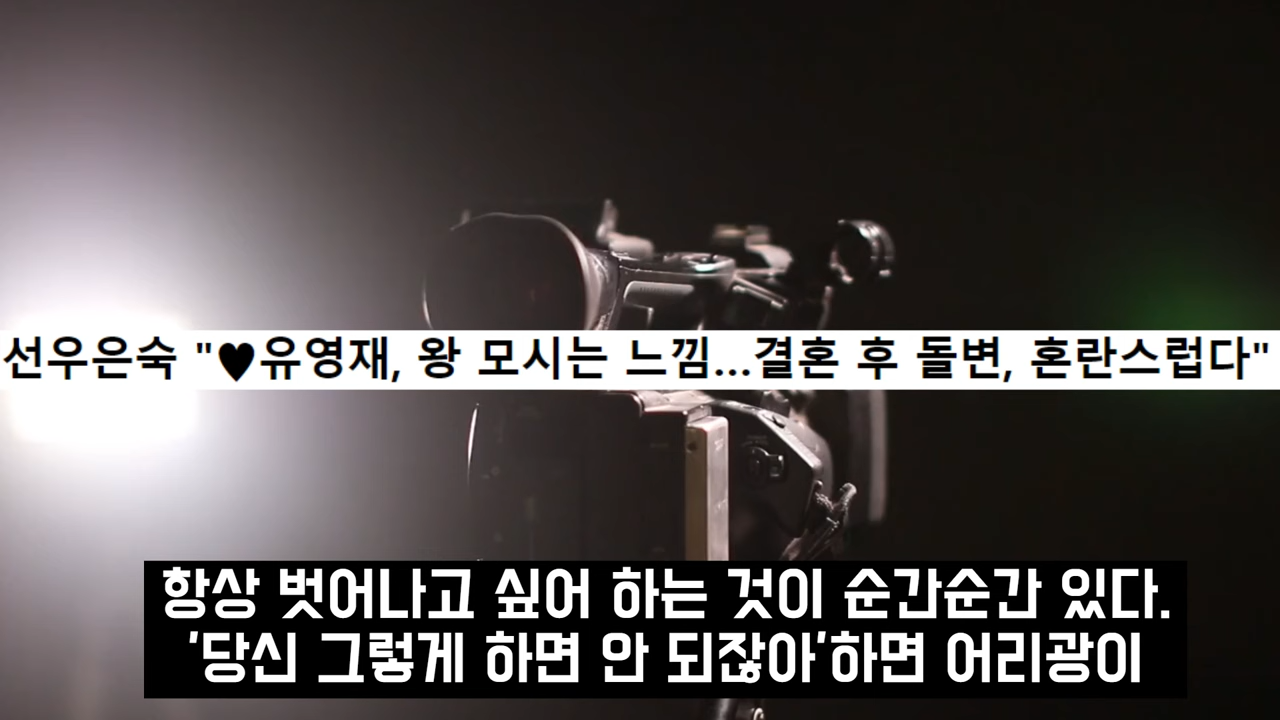 선우은숙 "♥유영재, 왕 모시는 느낌...결혼 후 돌변, 혼란스럽다"
항상 벗어나고 싶어 하는 것이 순간순간 있다.
'당신 그렇게 하면 안 되잖아'하면 어리광이